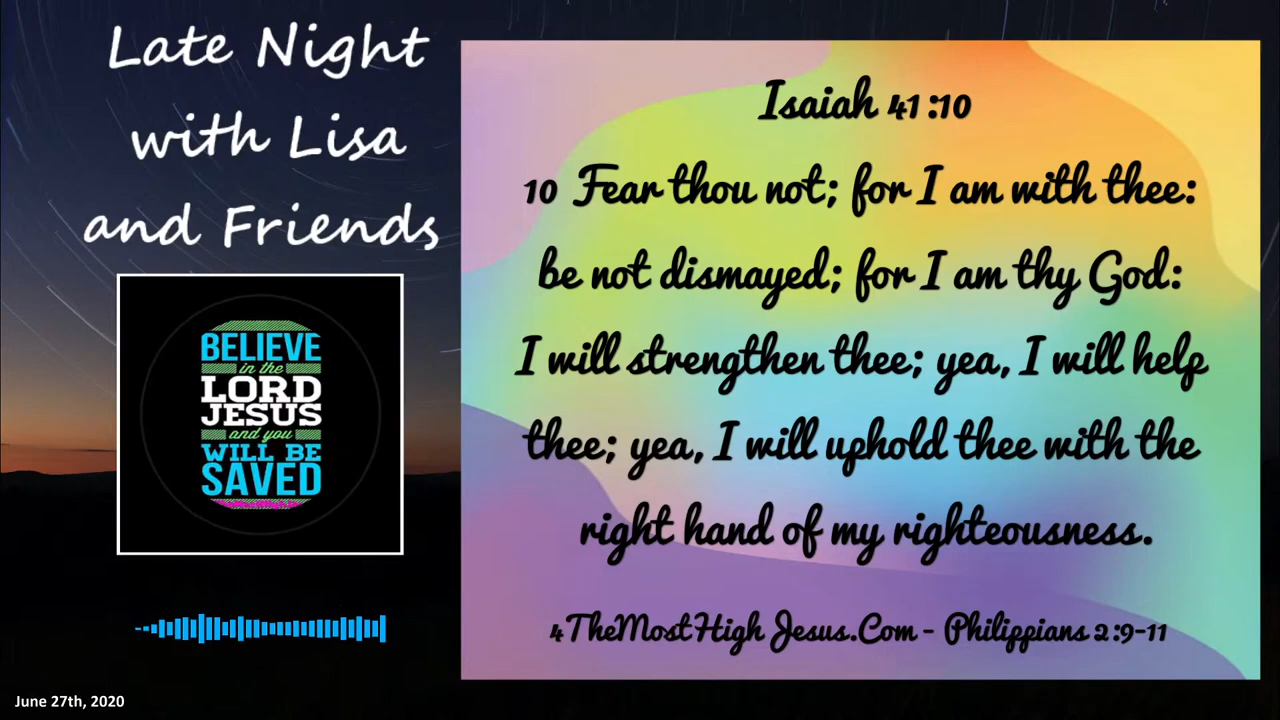 Late Night
with Lisa
and Friends
BELIEVE
in the
LORD
JESUS
and you
WILL BE
SAVED
June 27th, 2020
Isaiah 41:10
10 Fear thou not; for I am with thee:
be not dismayed; for I am thy God:
I will strengthen thee; yea, I will help
thee; yea, I will uphold thee with the
right hand of my righteousness.
4TheMostHigh Jesus.Com - Philippians 2:9-11